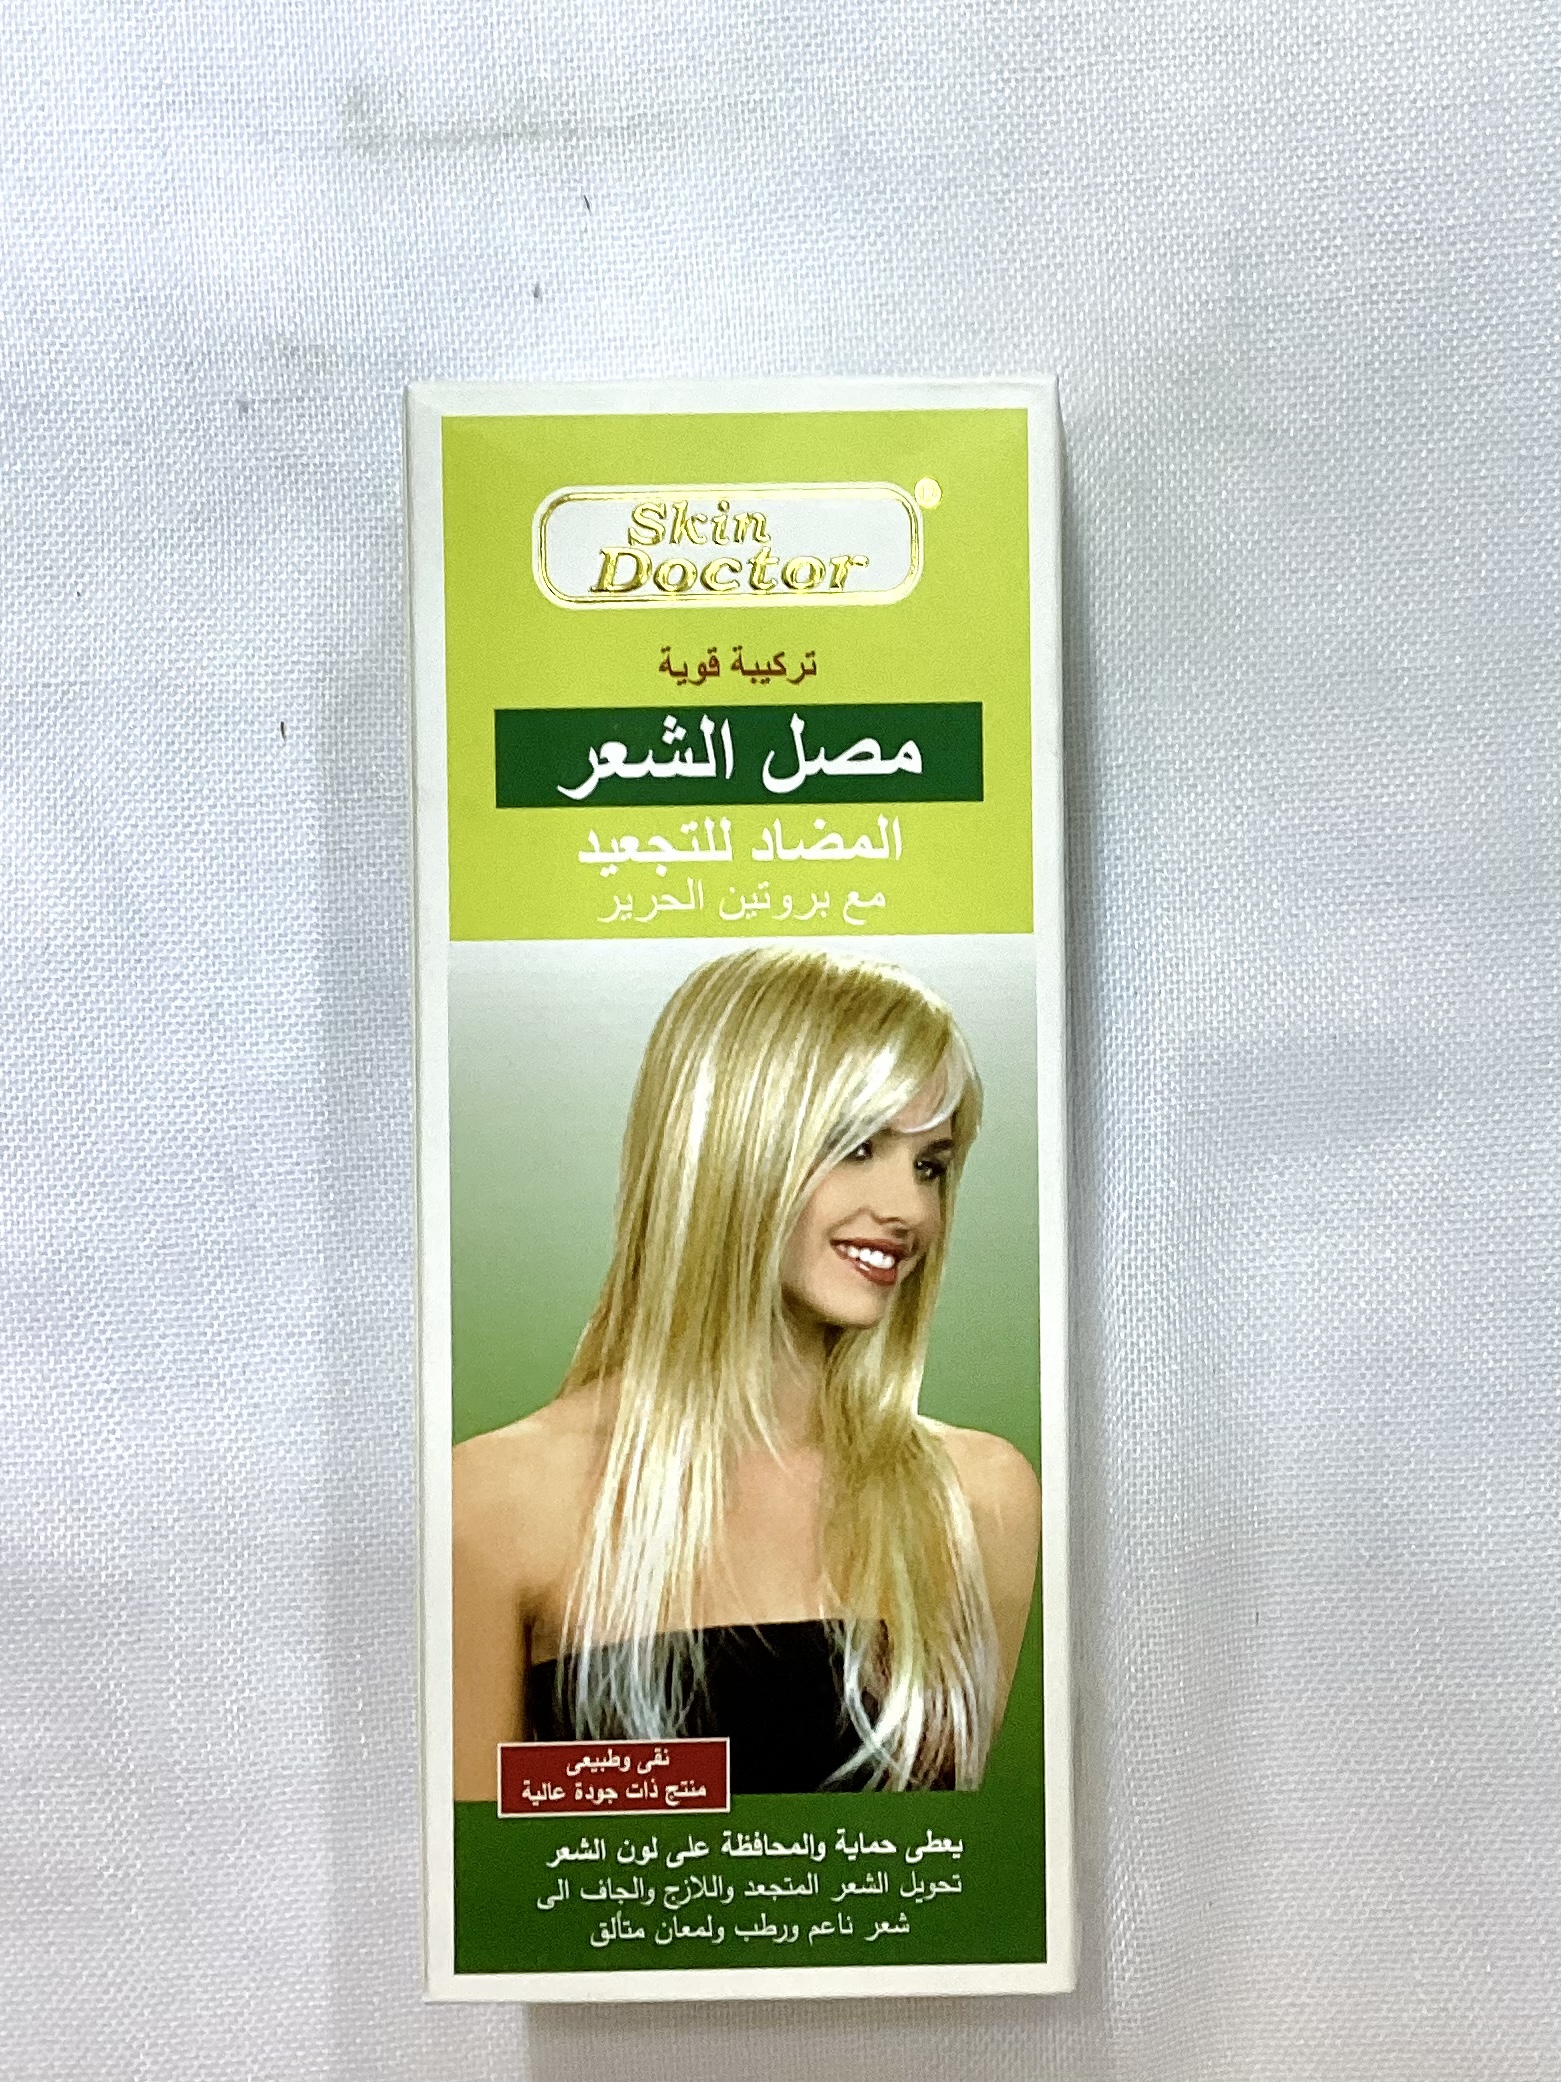 Skin
Doctor®
تركيبة قوية
مصل الشعر
المضاد للتجعيد
مع بروتين الحرير
نقى وطبيعى
منتج ذات جودة عالية
يعطى حماية والمحافظة على لون الشعر
تحويل الشعر المتجعد واللازج والجاف الى
شعر ناعم ورطب ولمعان متألق